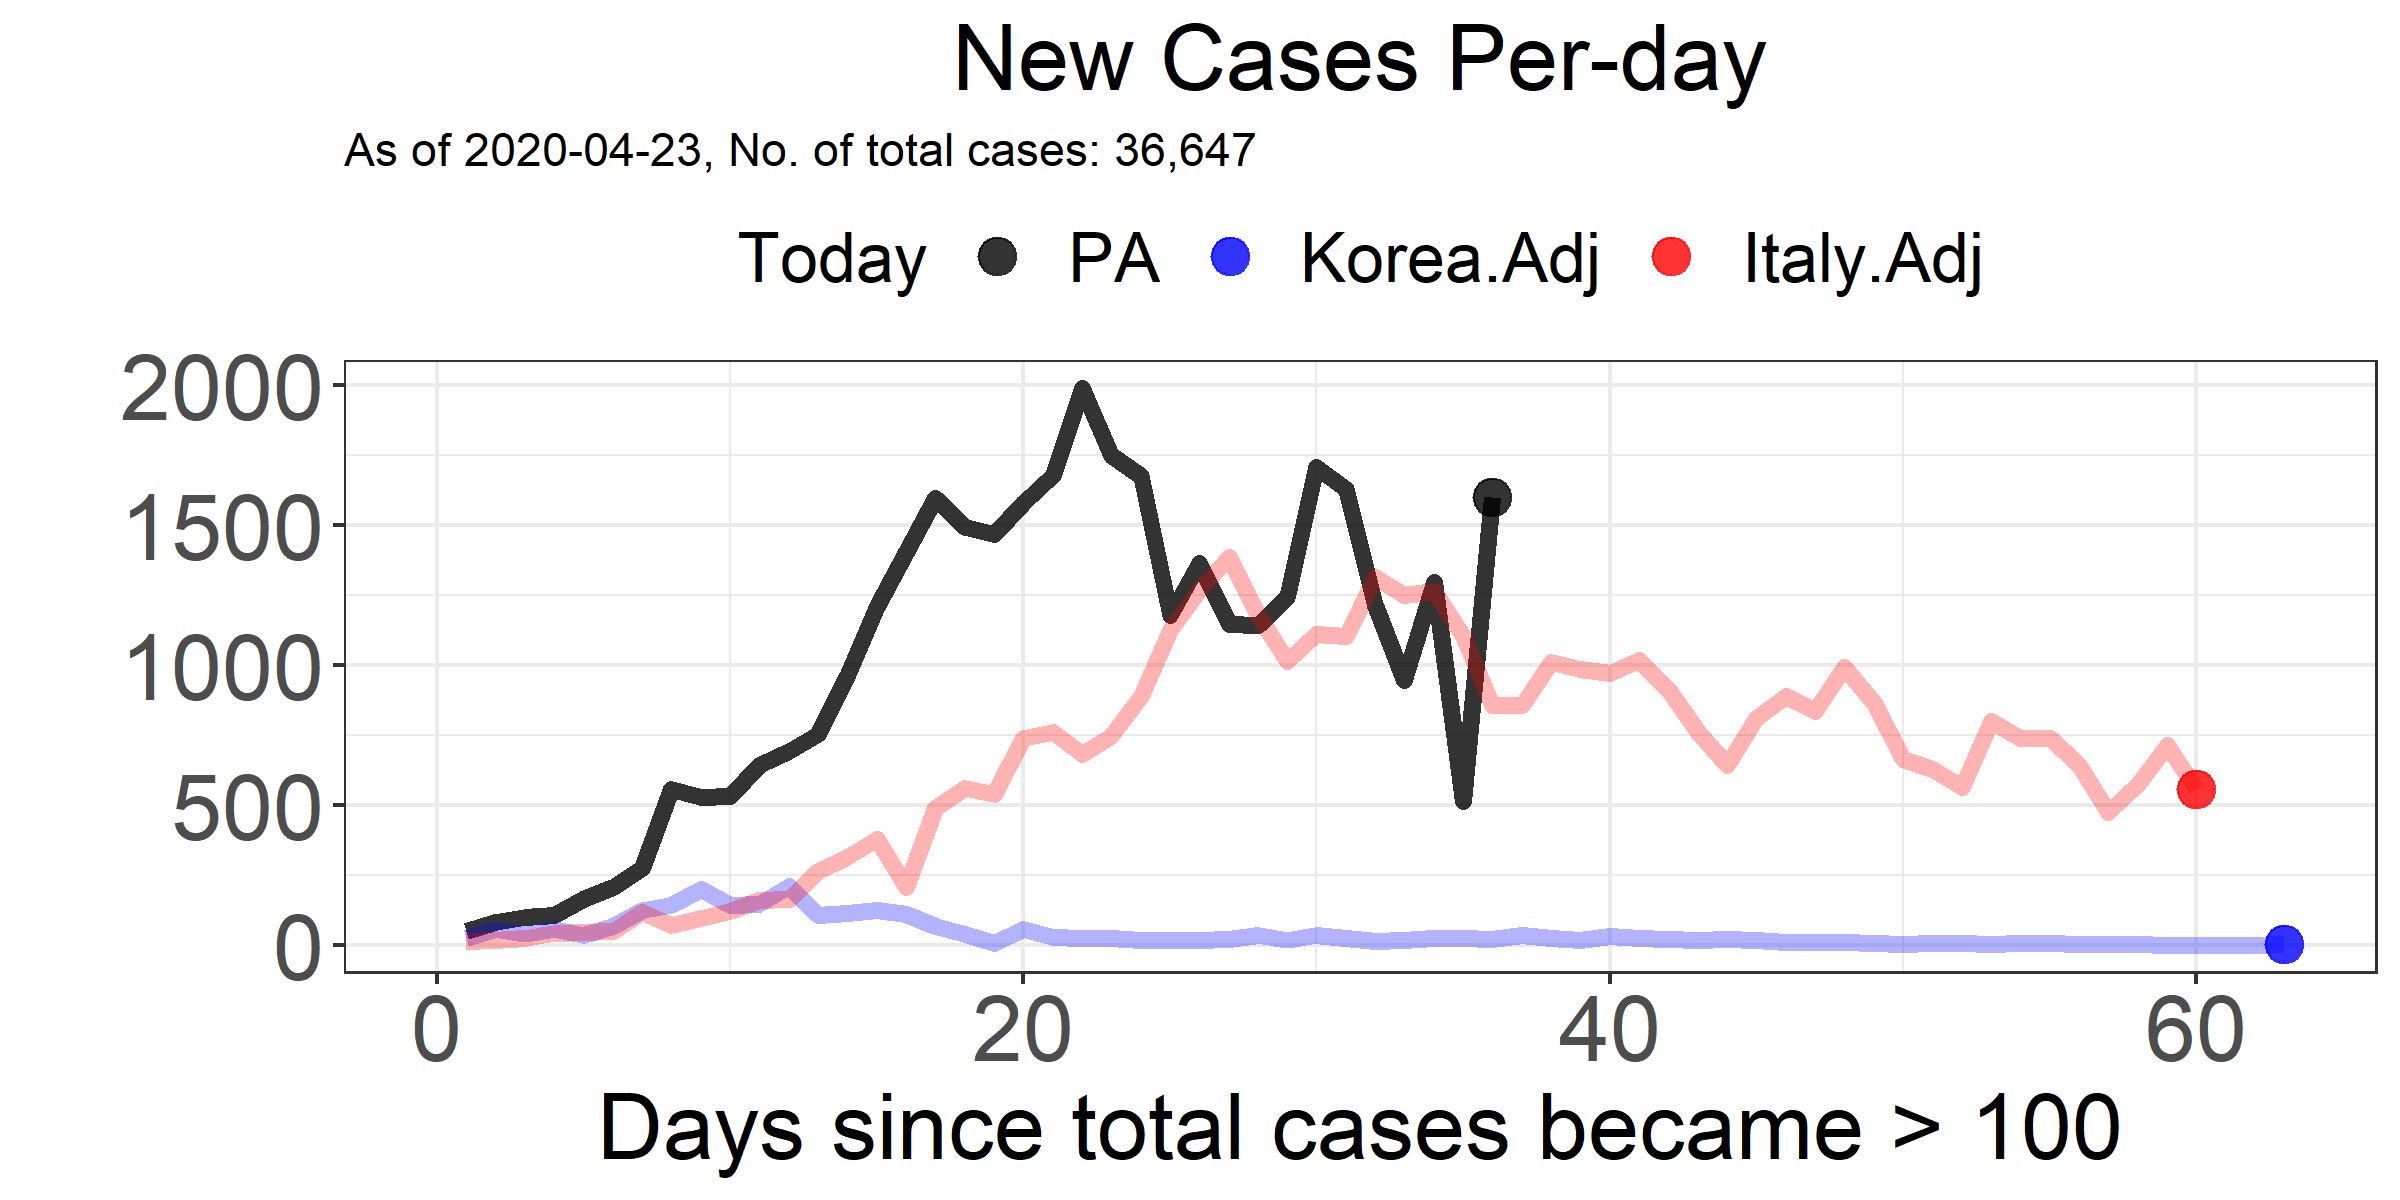 New Cases Per-day
As of 2020-04-23, No. of total cases: 36,647
Today PA Korea.Adj Italy.Adj
2000
1500
1000
500
0
0 20 40 60
Days since total cases became > 100